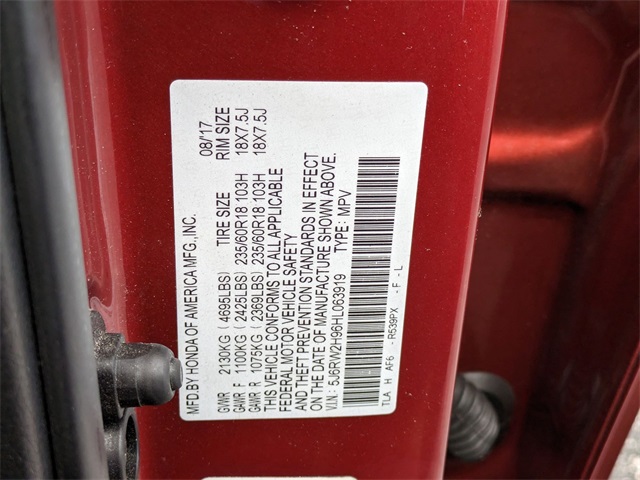 MFD.BY HONDA OF AMERICA MFG.,INC. 08/'17
GVWR 2130KG (4695LBS) TIRE SIZE RIM SIZE
GAWR F 1100KG (2425LBS) 235/60R18 103H 18X7.5J
GAWR R 1075KG (2369LBS) 235/60R18 103H 18X7.5J
THIS VEHICLE CONFORMS TO ALL APPLICABLE
FEDERAL MOTOR VEHICLE SAFETY
AND THEFT PREVENTION STANDARDS IN EFFECT
ON THE DATE OF MANUFACTURE SHOWN ABOVE.
V.I.N.: 5J6RW2H96HL063919 TYPE: MPV
TLA H AF6 - R539PX - F - L